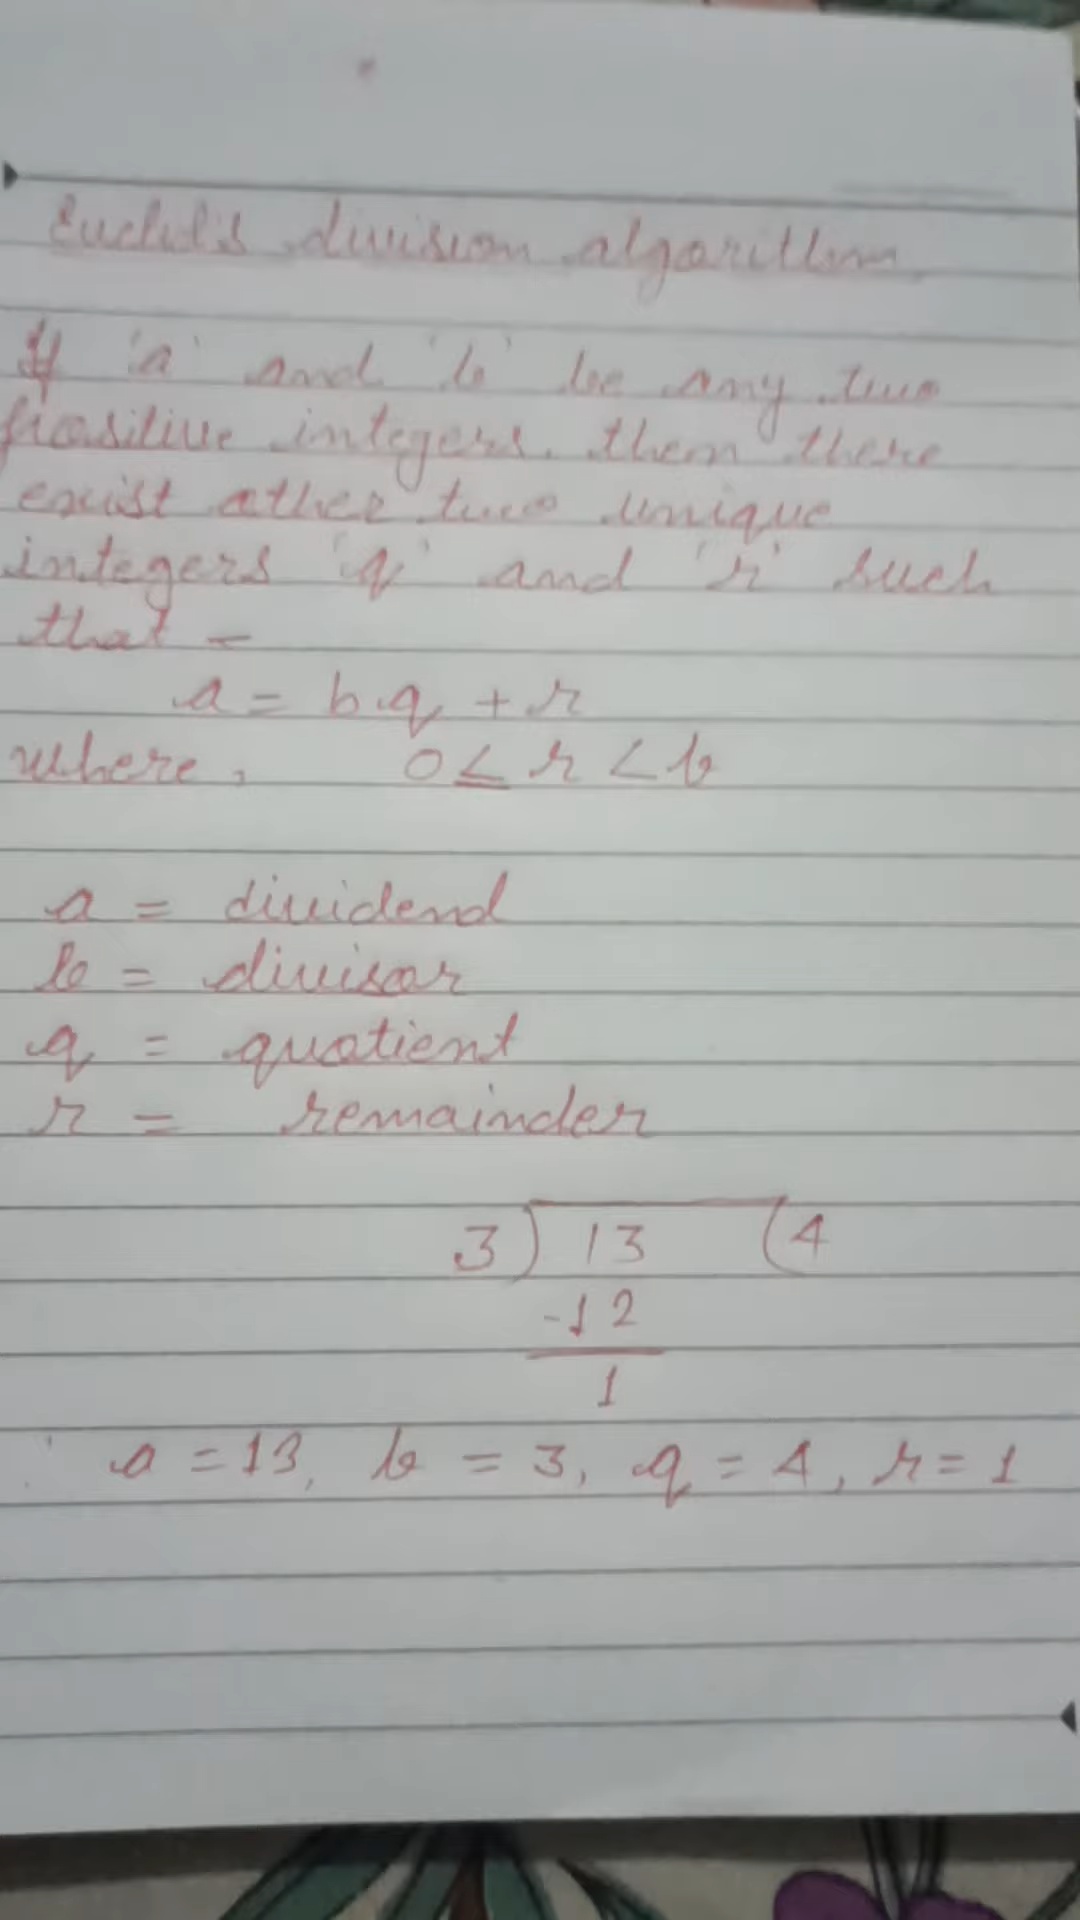 Euclid's division algorithm
If 'a' and 'b' be any two
positive integers. them there
exist other two unique
integers 'q' and 'r' such
that -
a = b.q + r
where, 0 ≤ r < b
a = dividend
b = divisor
q = quotient
r = remainder
3 ) 13 ( 4
-12
1
a = 13, b = 3, q = 4, r = 1